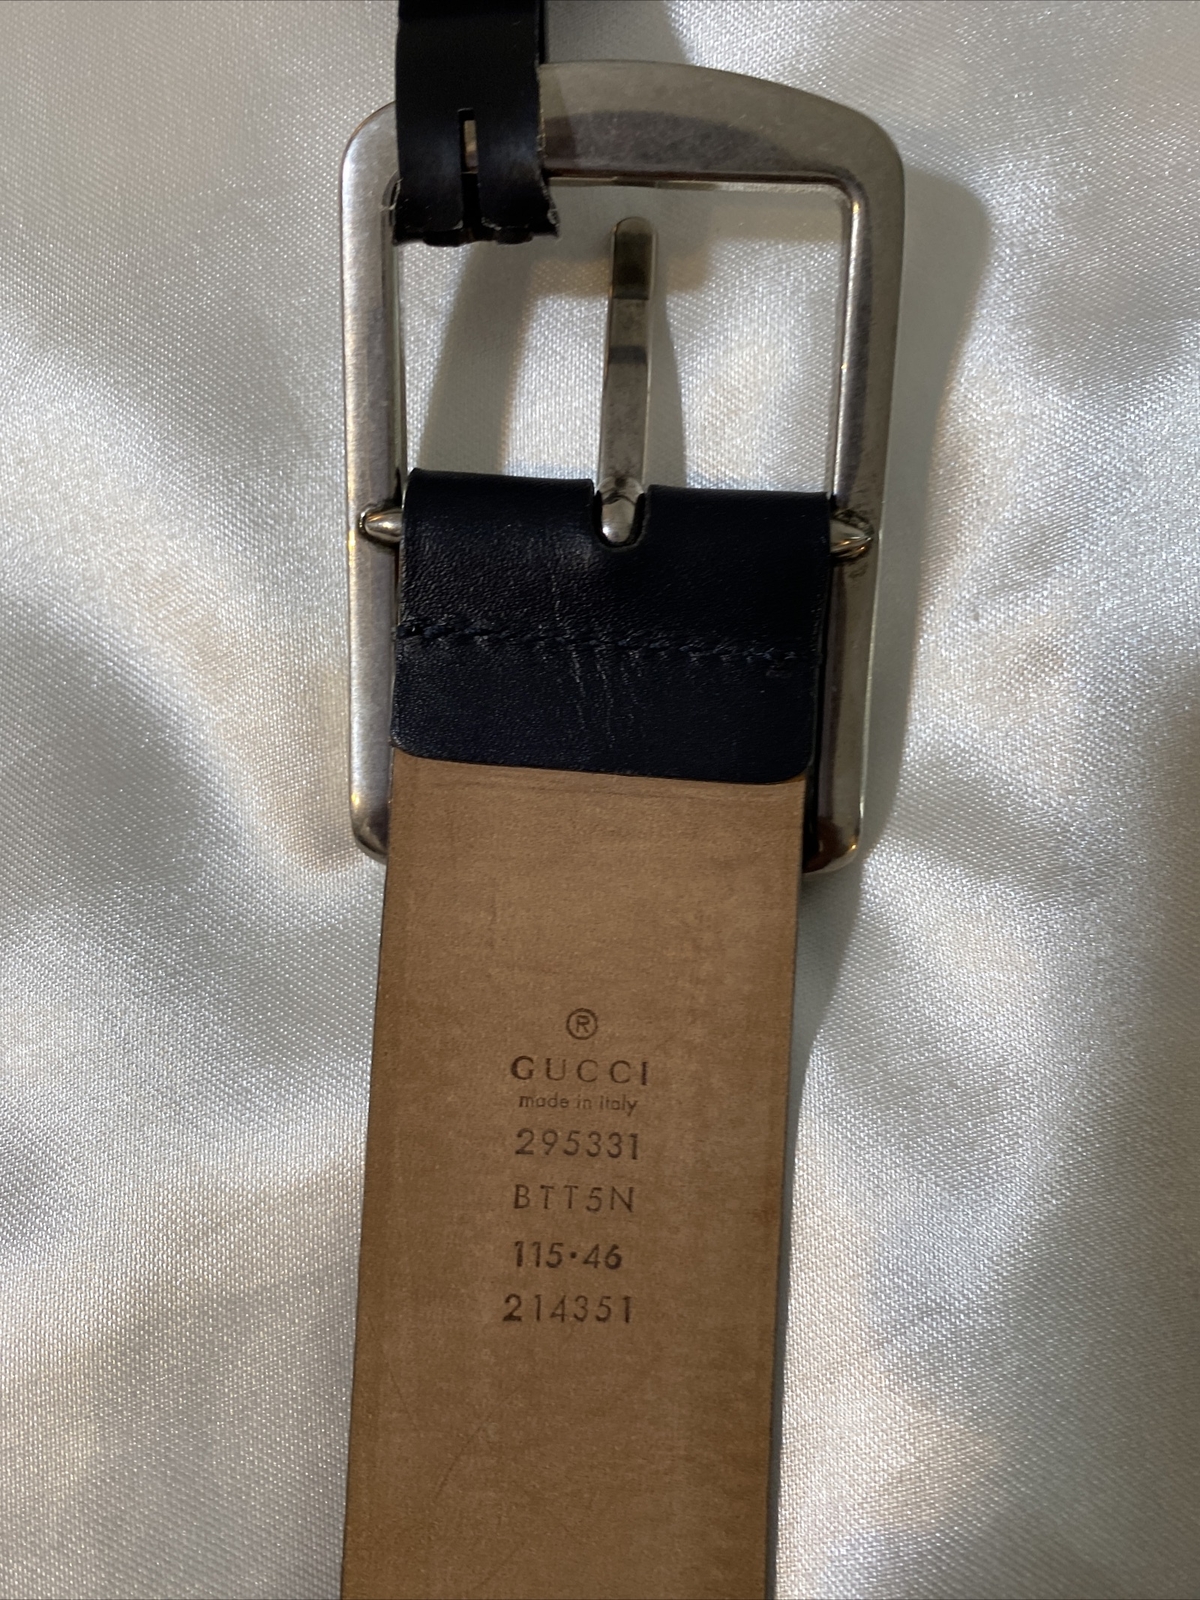 ®
GUCCI
made in italy
295331
BTT5N
115·46
214351